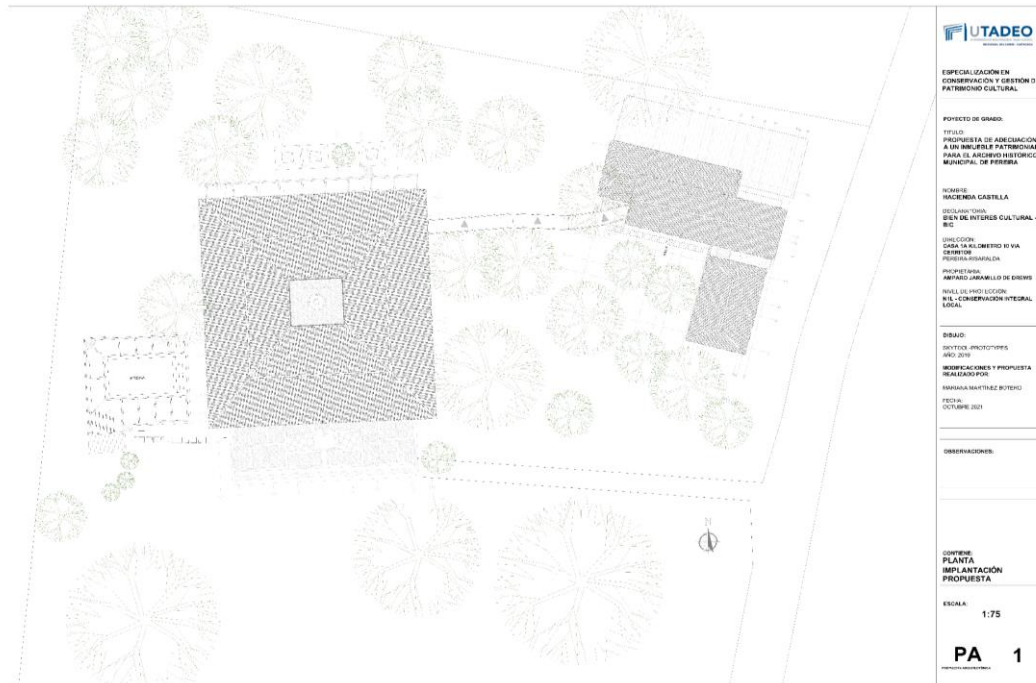 UTADEO
ESPECIALIZACIÓN EN
CONSERVACIÓN Y GESTIÓN D
PATRIMONIO CULTURAL
POYECTO DE GRADO:
TITULO:
PROPUESTA DE ADECUACIÓN
A UN INMUEBLE PATRIMONIAL
PARA EL ARCHIVO HISTÓRICO
MUNICIPAL DE PEREIRA
NOMBRE:
HACIENDA CASTILLA
DECLARATORIA:
BIEN DE INTERES CULTURAL -
BIC
DIRECCIÓN:
CASA 1A KILOMETRO 10 VIA
CERRITOS
PEREIRA-RISARALDA
PROPIETARIA:
AMPARO JARAMILLO DE DREWS
NIVEL DE PROTECCIÓN:
N1L - CONSERVACIÓN INTEGRAL
LOCAL
DIBUJO:
SKYTOOL-PROTOTYPES
AÑO: 2019
MODIFICACIONES Y PROPUESTA
REALIZADO POR:
MARIANA MARTÍNEZ BOTERO
FECHA:
OCTUBRE 2021
OBSERVACIONES:
N
CONTIENE:
PLANTA
IMPLANTACIÓN
PROPUESTA
ESCALA:
1:75
PA 1